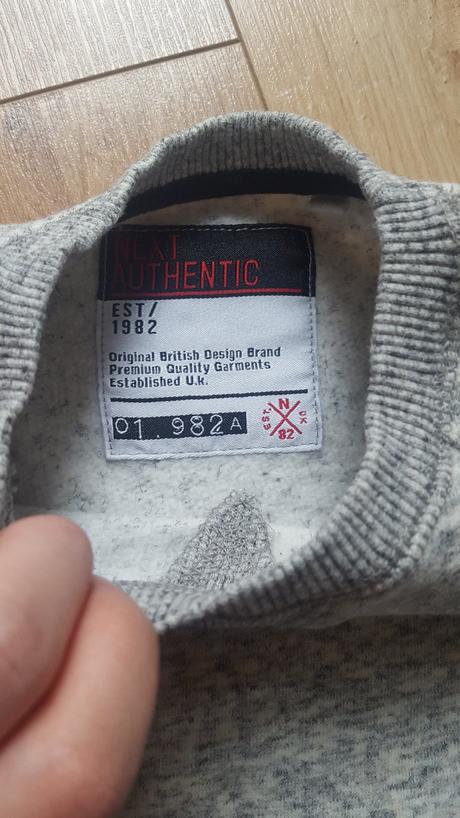 NEXT
AUTHENTIC
EST/
1982
Original British Design Brand
Premium Quality Garments
Established U.k.
01.982A
N
EST
UK
82